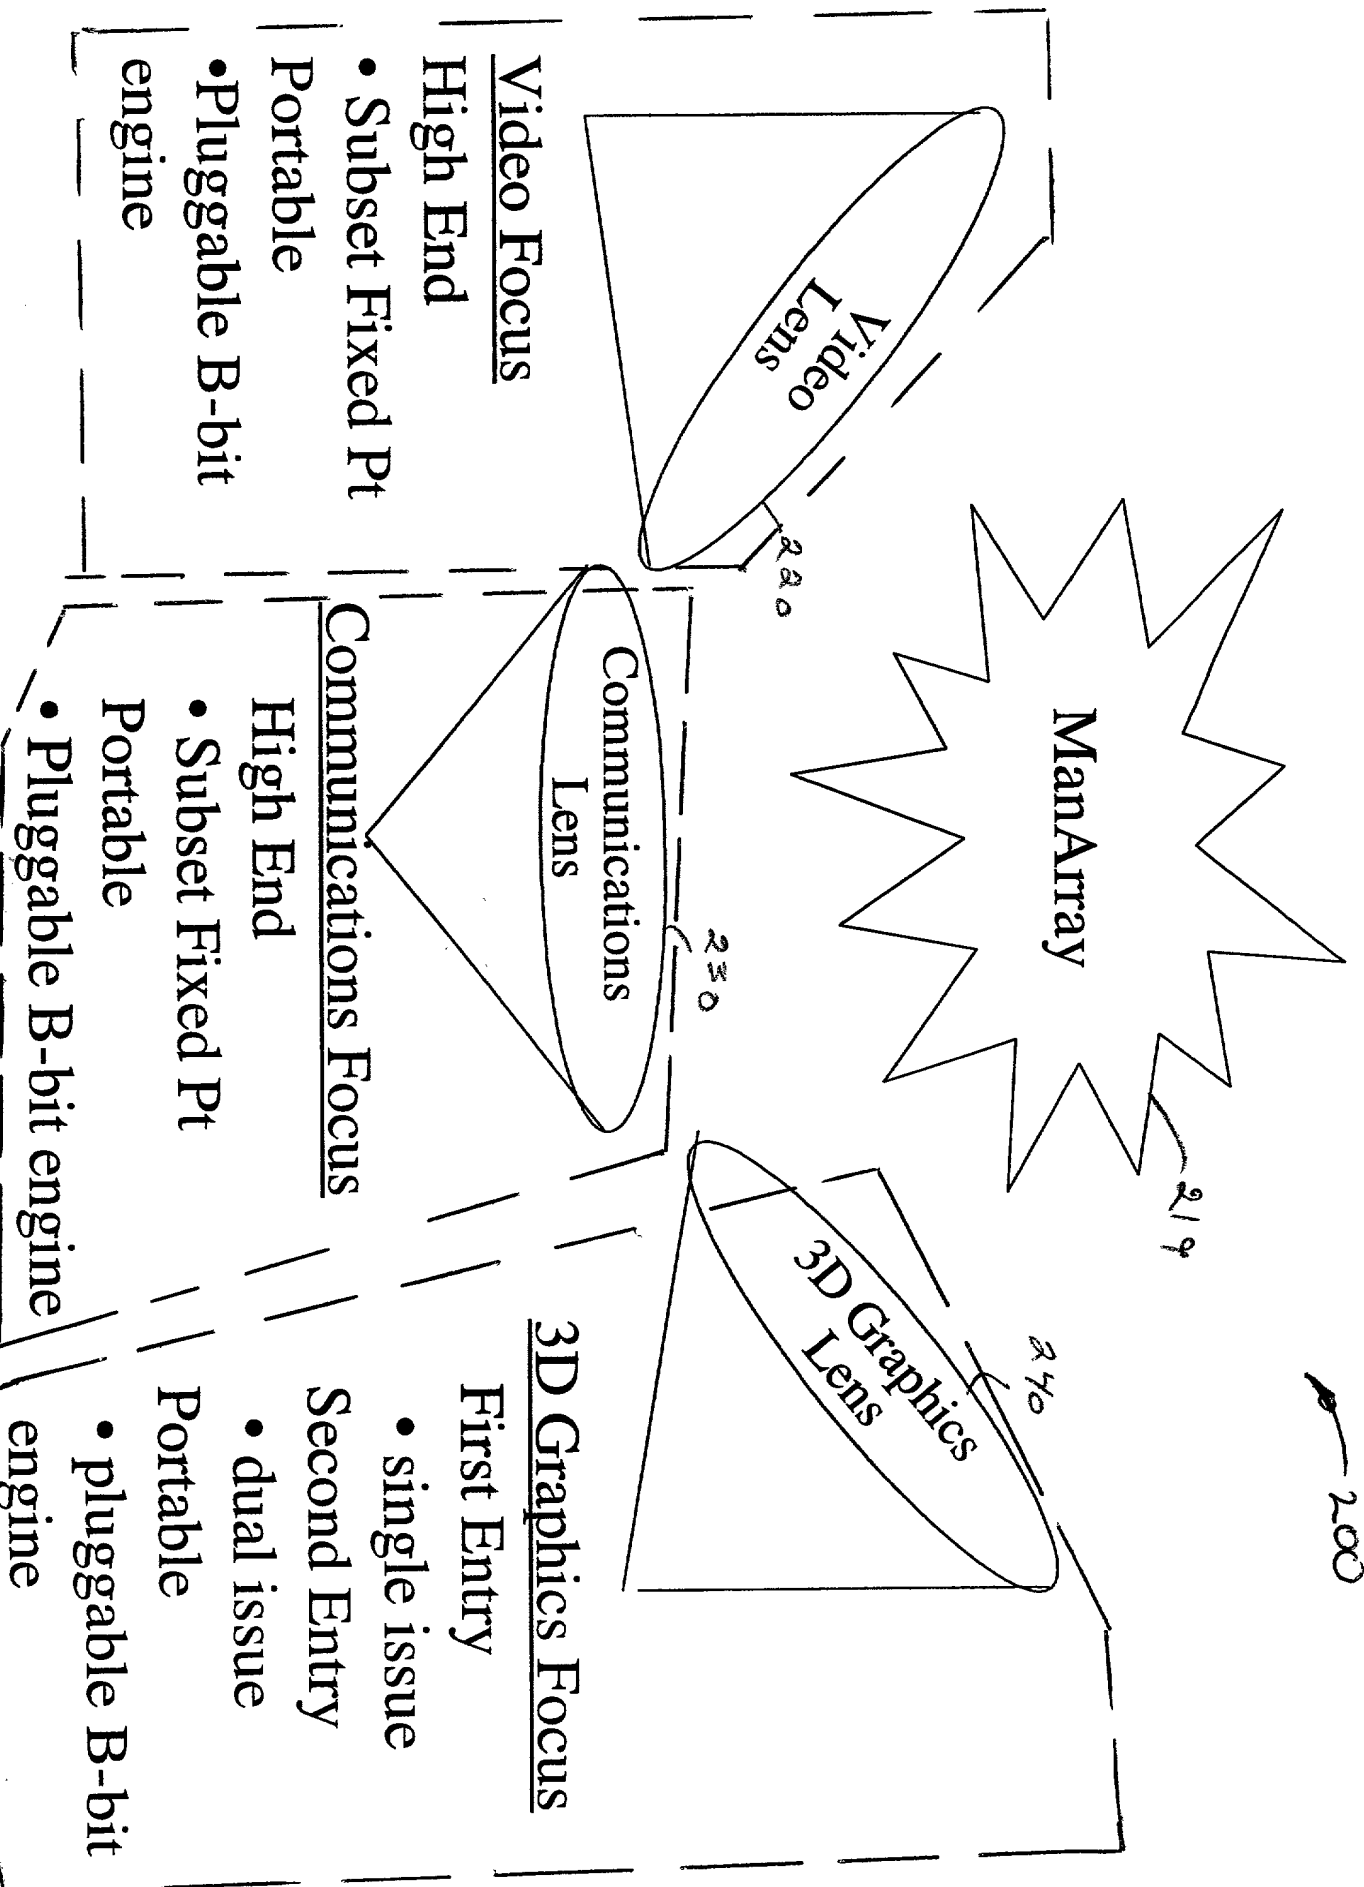 200
ManArray
219
Video
Lens
220
Communications
Lens
230
3D Graphics
Lens
240
Video Focus
High End
• Subset Fixed Pt
Portable
•Pluggable B-bit
engine
Communications Focus
High End
• Subset Fixed Pt
Portable
• Pluggable B-bit engine
3D Graphics Focus
First Entry
• single issue
Second Entry
• dual issue
Portable
• pluggable B-bit
engine